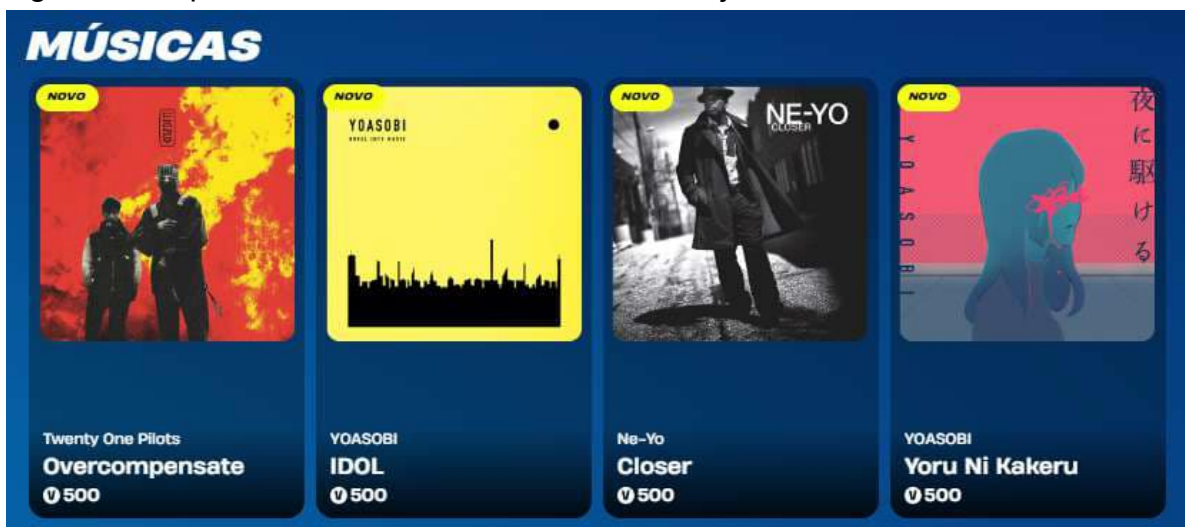 MÚSICAS
NOVO
Twenty One Pilots
Overcompensate
500
NOVO
YOASOBI
YOASOBI
IDOL
500
NOVO
NE-YO
CLOSER
Ne-Yo
Closer
500
NOVO
YOASOBI
夜に駆ける
YOASOBI
Yoru Ni Kakeru
500